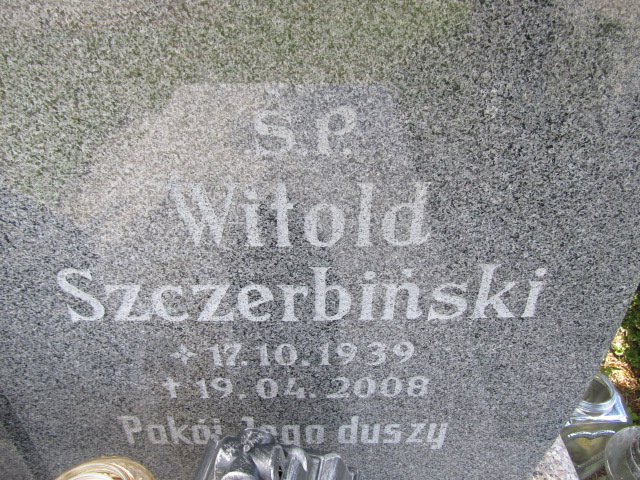 Ś.P.
Witold
Szczerbiński
* 17.10.1939
† 19.04.2008
Pokój Jego duszy